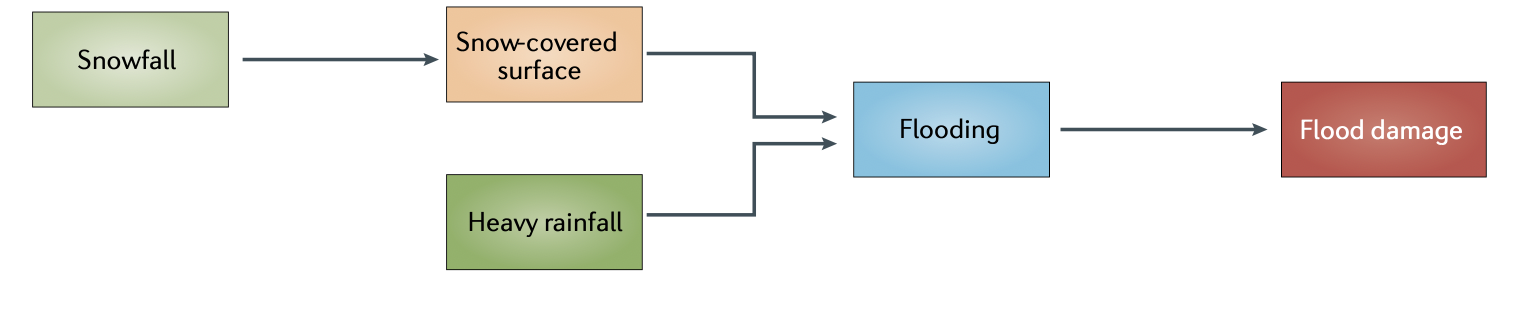 Snowfall
Snow-covered
surface
Heavy rainfall
Flooding
Flood damage